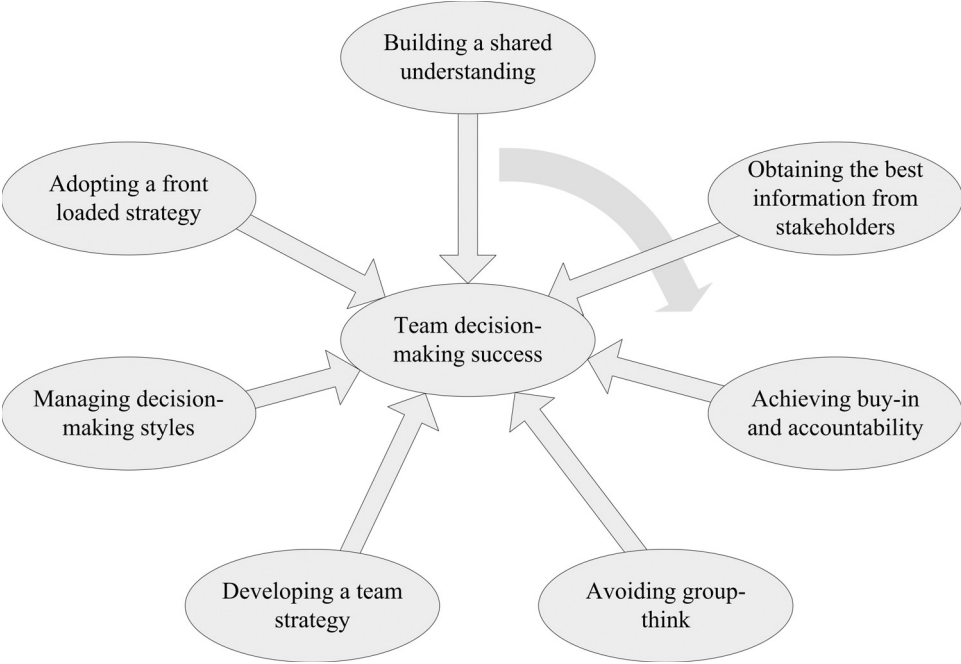 Building a shared
understanding
Obtaining the best
information from
stakeholders
Achieving buy-in
and accountability
Avoiding group-
think
Developing a team
strategy
Managing decision-
making styles
Adopting a front
loaded strategy
Team decision-
making success